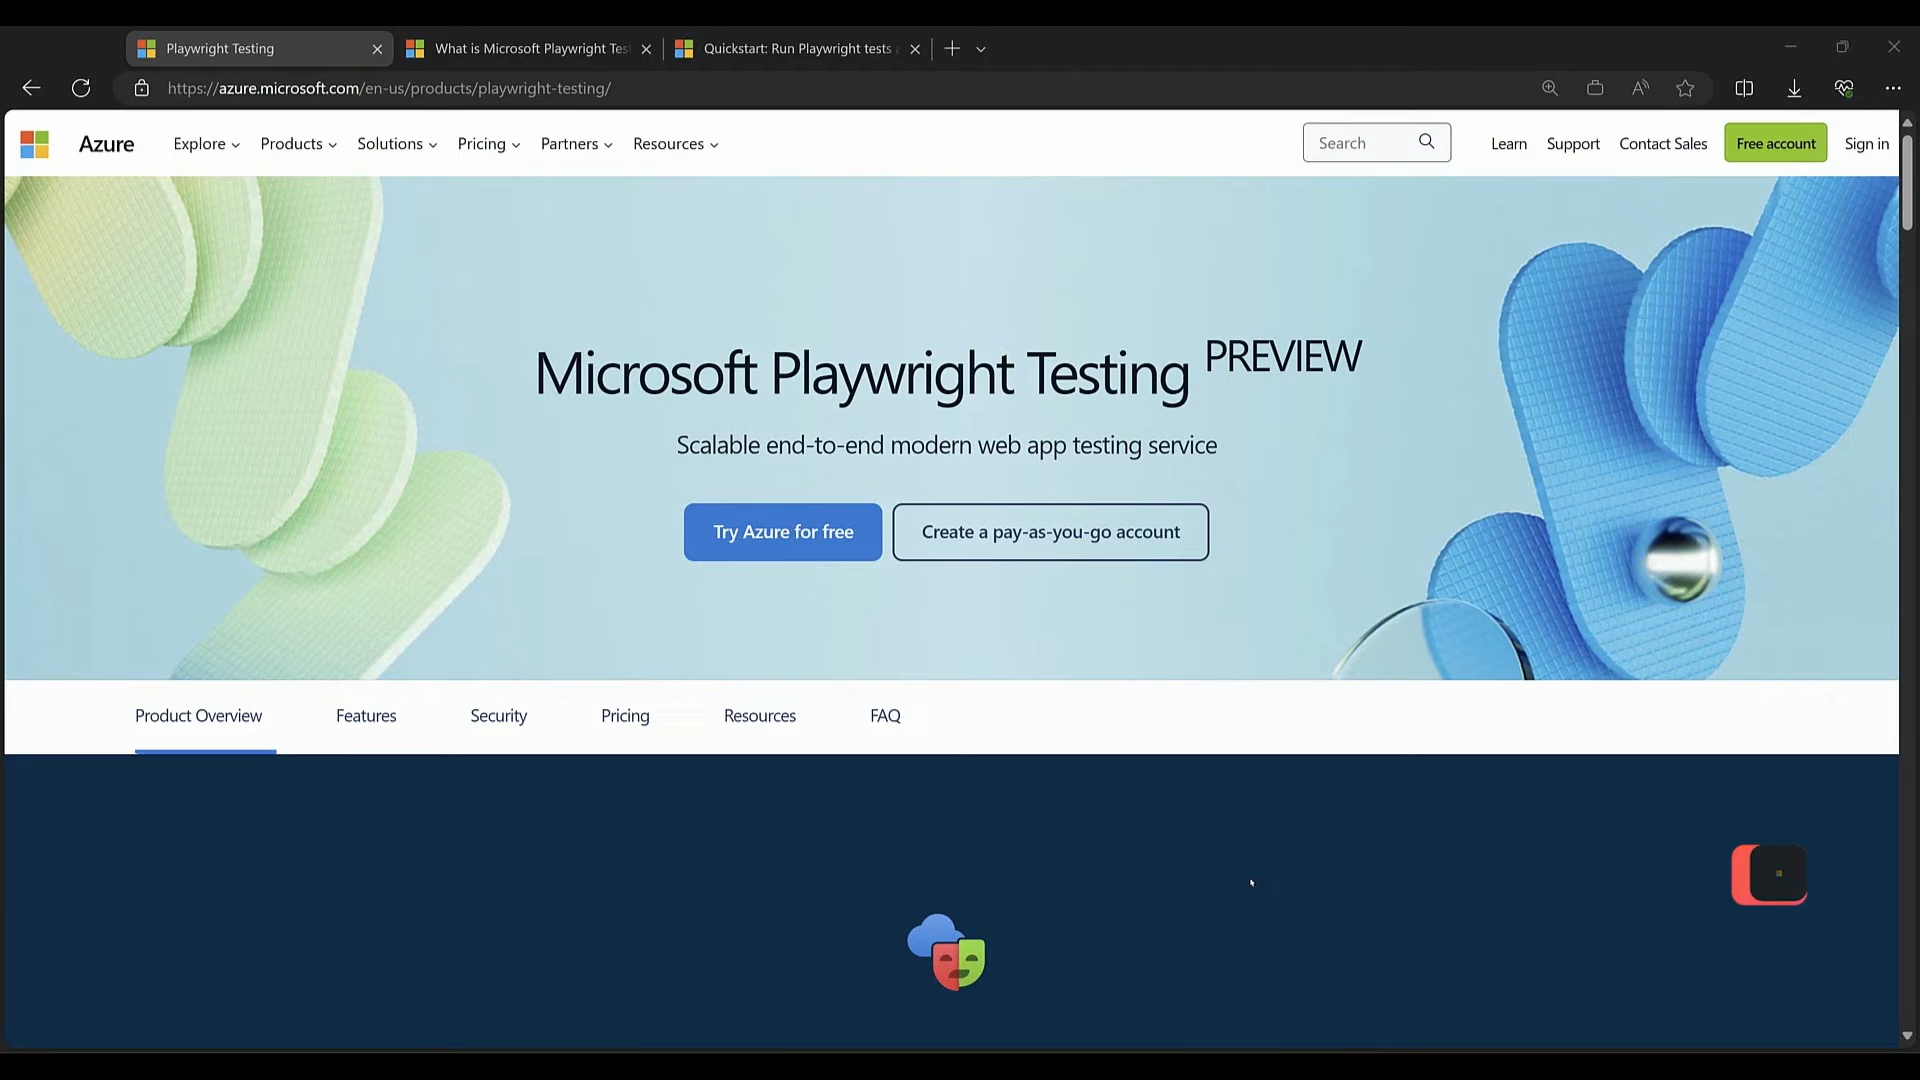 Playwright Testing
What is Microsoft Playwright Tes
Quickstart: Run Playwright tests a
https://azure.microsoft.com/en-us/products/playwright-testing/
Azure
Explore
Products
Solutions
Pricing
Partners
Resources
Search
Learn
Support
Contact Sales
Free account
Sign in
Microsoft Playwright Testing PREVIEW
Scalable end-to-end modern web app testing service
Try Azure for free
Create a pay-as-you-go account
Product Overview
Features
Security
Pricing
Resources
FAQ